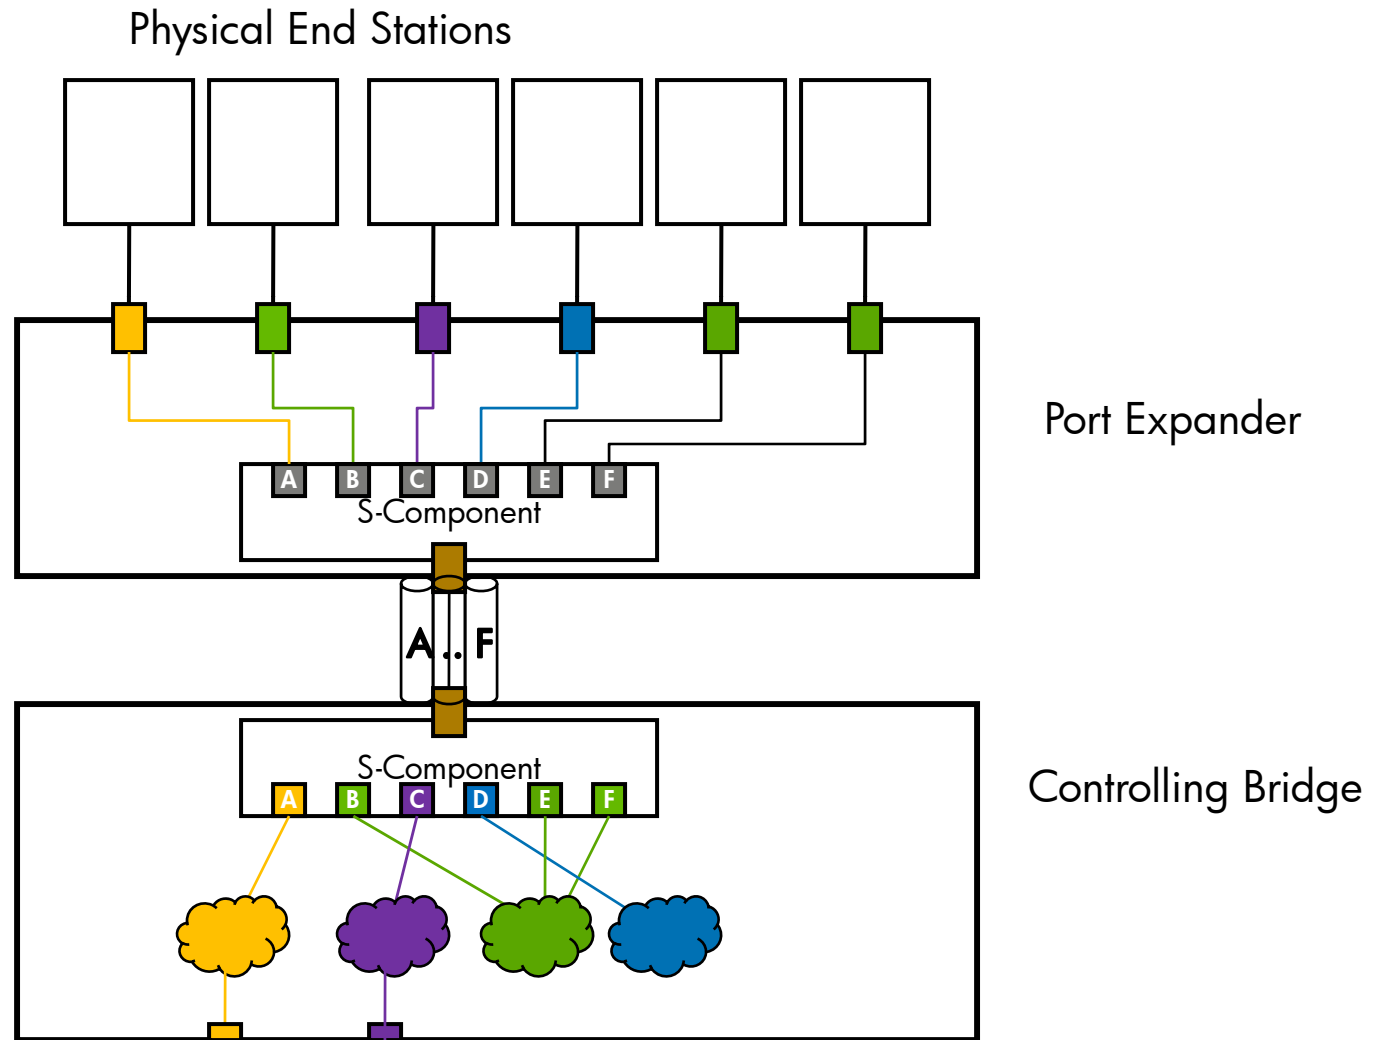 Physical End Stations
Port Expander
A B C D E F
S-Component
A .. F
Controlling Bridge
S-Component
A B C D E F